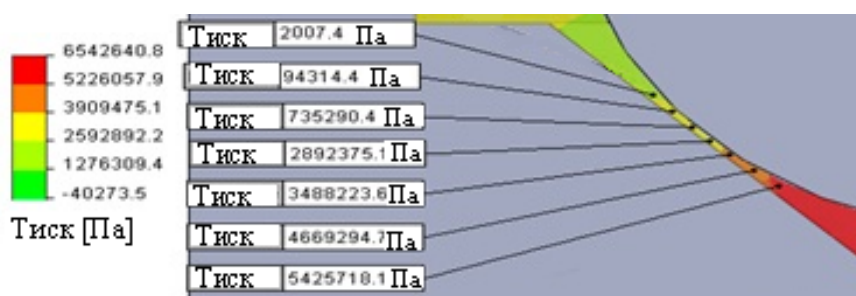 6542640.8
5226057.9
3909475.1
2592892.2
1276309.4
-40273.5
Тиск [Па]
Тиск 2007.4 Па
Тиск 94314.4 Па
Тиск 735290.4 Па
Тиск 2892375.1 Па
Тиск 3488223.6 Па
Тиск 4669294.7 Па
Тиск 5425718.1 Па